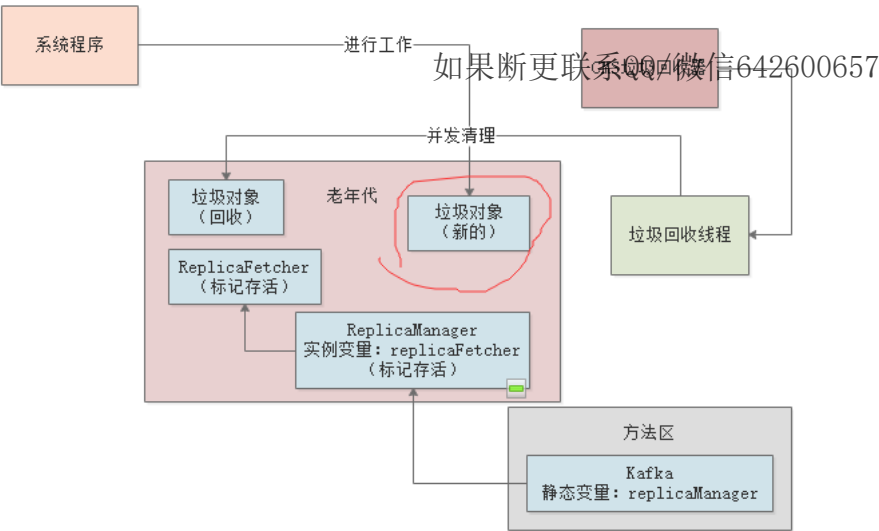 系统程序
进行工作
如果断更联系QQ/微信642600657
并发清理
垃圾对象
（回收）
老年代
垃圾对象
（新的）
垃圾回收线程
ReplicaFetcher
（标记存活）
ReplicaManager
实例变量：replicaFetcher
（标记存活）
方法区
Kafka
静态变量：replicaManager